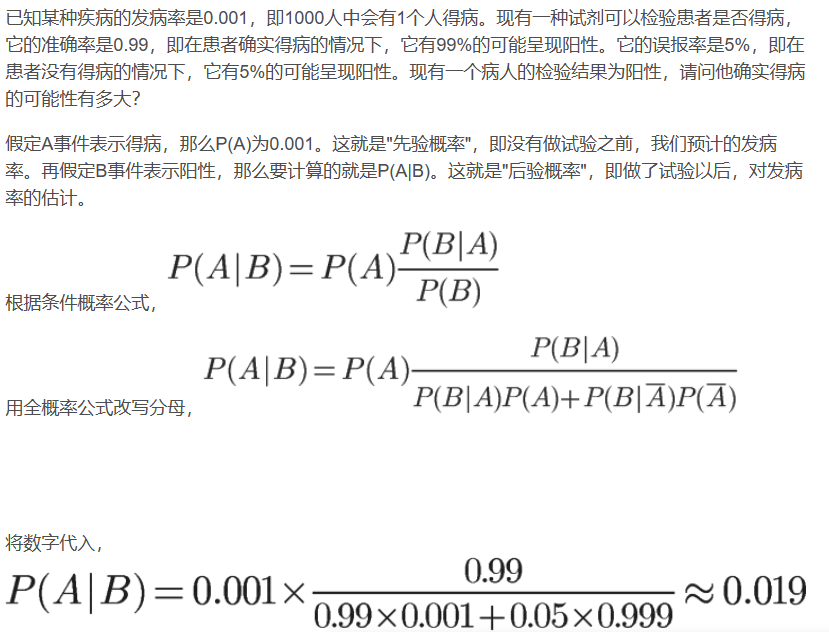 已知某种疾病的发病率是0.001，即1000人中会有1个人得病。现有一种试剂可以检验患者是否得病，
它的准确率是0.99，即在患者确实得病的情况下，它有99%的可能呈现阳性。它的误报率是5%，即在
患者没有得病的情况下，它有5%的可能呈现阳性。现有一个病人的检验结果为阳性，请问他确实得病
的可能性有多大？
假定A事件表示得病，那么P(A)为0.001。这就是"先验概率"，即没有做试验之前，我们预计的发病
率。再假定B事件表示阳性，那么要计算的就是P(A|B)。这就是"后验概率"，即做了试验以后，对发病
率的估计。
根据条件概率公式，P(A|B)=P(A)\frac{P(B|A)}{P(B)}
用全概率公式改写分母，P(A|B)=P(A)\frac{P(B|A)}{P(B|A)P(A)+P(B|\overline{A})P(\overline{A})}
将数字代入，
P(A|B)=0.001×\frac{0.99}{0.99×0.001+0.05×0.999}≈0.019